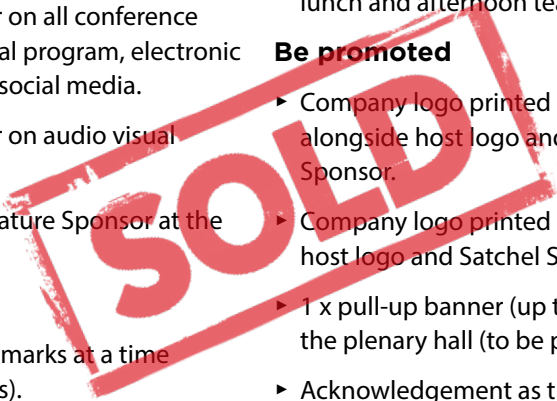 r on all conference
al program, electronic
social media.
r on audio visual
ature Sponsor at the
marks at a time
s).
lunch and afternoon tea
Be promoted
▸ Company logo printed
alongside host logo and
Sponsor.
▸ Company logo printed
host logo and Satchel S
▸ 1 x pull-up banner (up t
the plenary hall (to be p
▸ Acknowledgement as t
SOLD